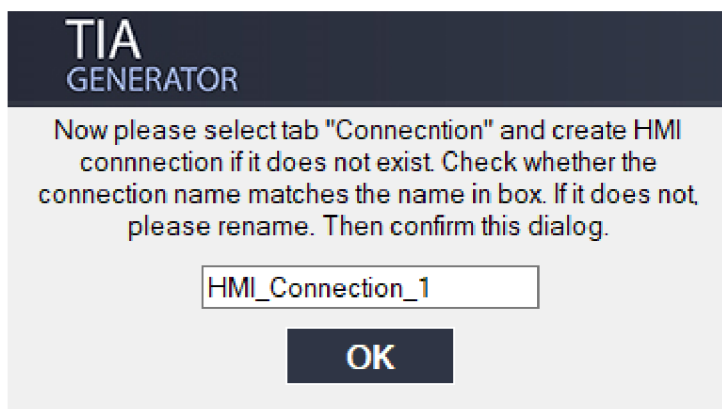 TIA
GENERATOR
Now please select tab "Connecntion" and create HMI
connnection if it does not exist. Check whether the
connection name matches the name in box. If it does not,
please rename. Then confirm this dialog.
HMI_Connection_1
OK